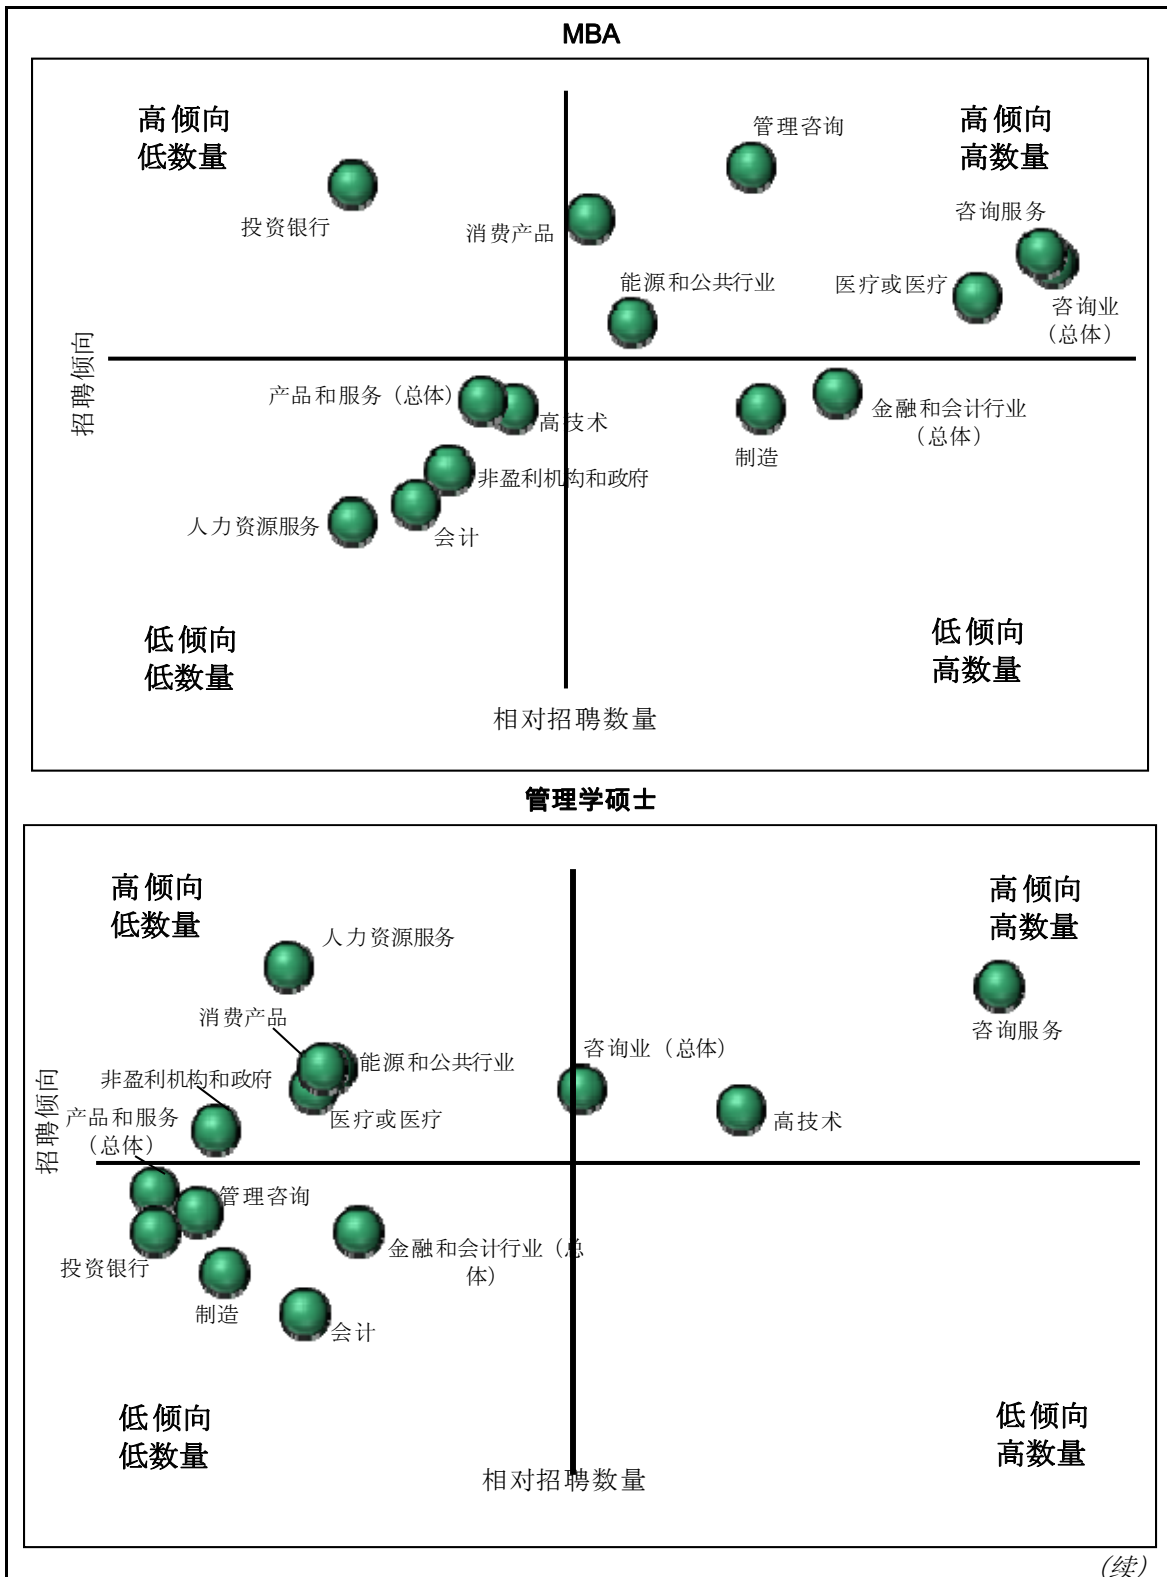 MBA
高倾向
低数量
高倾向
高数量
管理咨询
投资银行
消费产品
咨询服务
能源和公共行业
医疗或医疗
咨询业
（总体）
招聘倾向
产品和服务（总体）
高技术
金融和会计行业
（总体）
制造
非盈利机构和政府
人力资源服务
会计
低倾向
低数量
低倾向
高数量
相对招聘数量
管理学硕士
高倾向
低数量
高倾向
高数量
人力资源服务
消费产品
咨询服务
咨询业（总体）
能源和公共行业
非盈利机构和政府
医疗或医疗
高技术
产品和服务
（总体）
招聘倾向
管理咨询
金融和会计行业（总
体）
投资银行
制造
会计
低倾向
低数量
低倾向
高数量
相对招聘数量
（续）